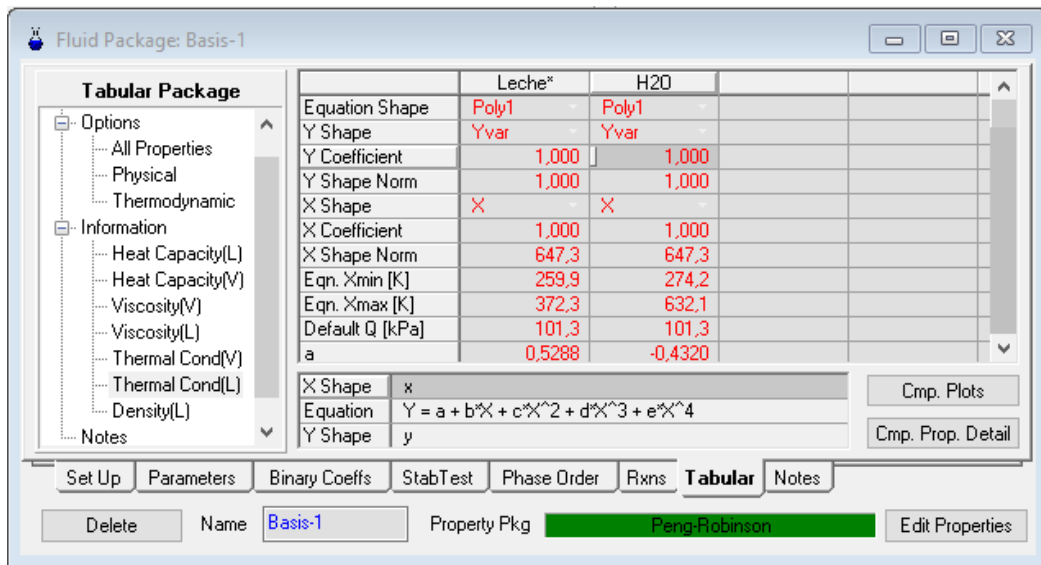 Fluid Package: Basis-1
Tabular Package
Options
All Properties
Physical
Thermodynamic
Information
Heat Capacity(L)
Heat Capacity(V)
Viscosity(V)
Viscosity(L)
Thermal Cond(V)
Thermal Cond(L)
Density(L)
Notes
Leche* H2O
Equation Shape Poly1 Poly1
Y Shape Yvar Yvar
Y Coefficient 1,000 1,000
Y Shape Norm 1,000 1,000
X Shape X X
X Coefficient 1,000 1,000
X Shape Norm 647,3 647,3
Eqn. Xmin [K] 259,9 274,2
Eqn. Xmax [K] 372,3 632,1
Default Q [kPa] 101,3 101,3
a 0,5288 -0,4320
X Shape x
Equation Y = a + b*X + c*X^2 + d*X^3 + e*X^4
Y Shape y
Cmp. Plots
Cmp. Prop. Detail
Set Up Parameters Binary Coeffs StabTest Phase Order Rxns Tabular Notes
Delete Name Basis-1 Property Pkg Peng-Robinson Edit Properties